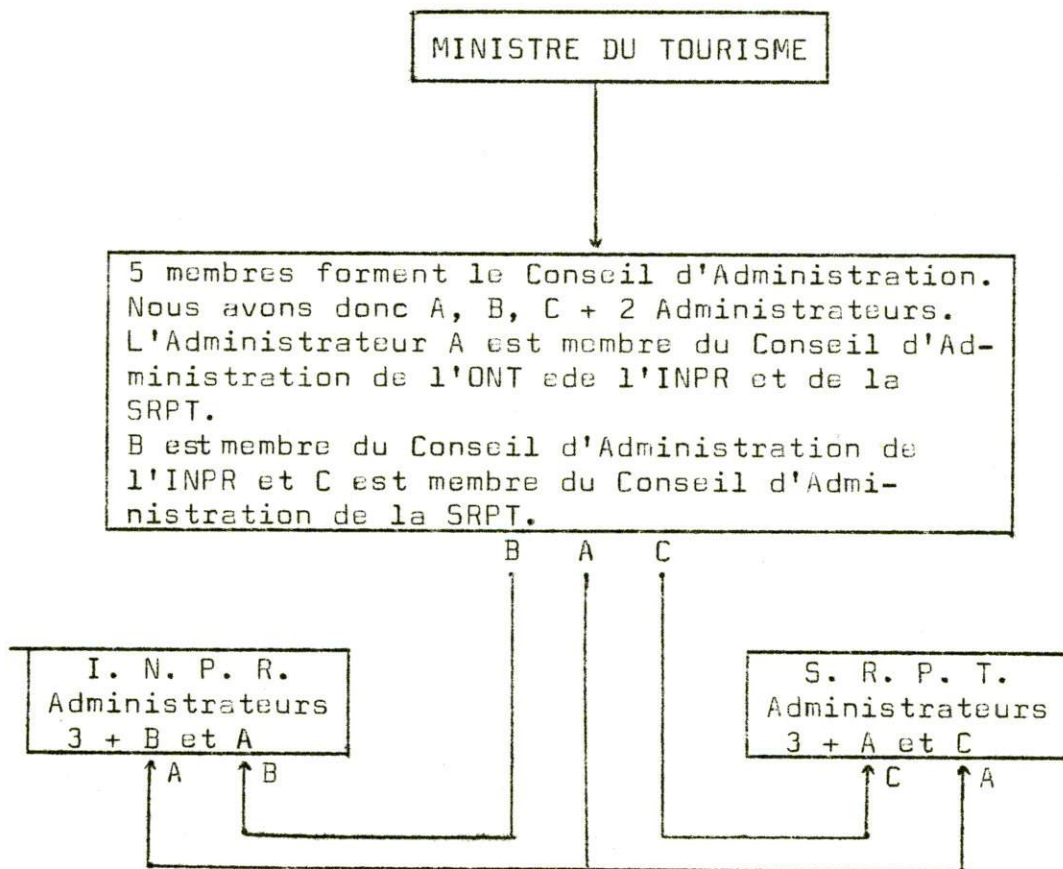 MINISTRE DU TOURISME
5 membres forment le Conseil d'Administration.
Nous avons donc A, B, C + 2 Administrateurs.
L'Administrateur A est membre du Conseil d'Ad-
ministration de l'ONT ede l'INPR et de la
SRPT.
B est membre du Conseil d'Administration de
l'INPR et C est membre du Conseil d'Admi-
nistration de la SRPT.
B A C
I. N. P. R.
Administrateurs
3 + B et A
A B
S. R. P. T.
Administrateurs
3 + A et C
C A